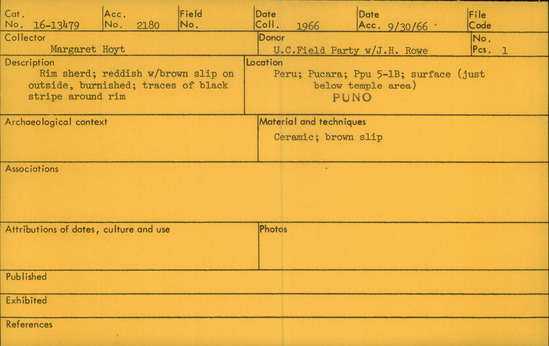 Cat. No. 16-13479 Acc. No. 2180 Field No. Date Coll. 1966 Date Acc. 9/30/66 File Code
Collector Margaret Hoyt Donor U.C.Field Party w/J.H. Rowe No. Pcs. 1
Description Location
Rim sherd; reddish w/brown slip on Peru; Pucara; Ppu 5-1B; surface (just
outside, burnished; traces of black below temple area)
stripe around rim PUNO
Archaeological context Material and techniques
Ceramic; brown slip
Associations
Attributions of dates, culture and use Photos
Published
Exhibited
References